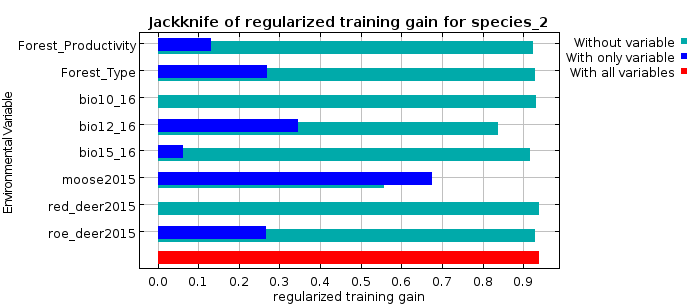 Jackknife of regularized training gain for species_2
Without variable
With only variable
With all variables
Environmental Variable
Forest_Productivity
Forest_Type
bio10_16
bio12_16
bio15_16
moose2015
red_deer2015
roe_deer2015
0.0 0.1 0.2 0.3 0.4 0.5 0.6 0.7 0.8 0.9
regularized training gain